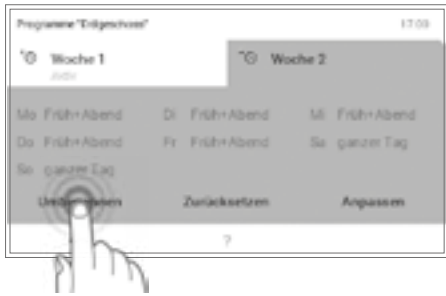 Programme "Erdgeschoss" 17:03
Woche 1 Woche 2
aktiv
Mo Früh+Abend Di Früh+Abend Mi Früh+Abend
Do Früh+Abend Fr Früh+Abend Sa ganzer Tag
So ganzer Tag
Zurücksetzen Anpassen
?